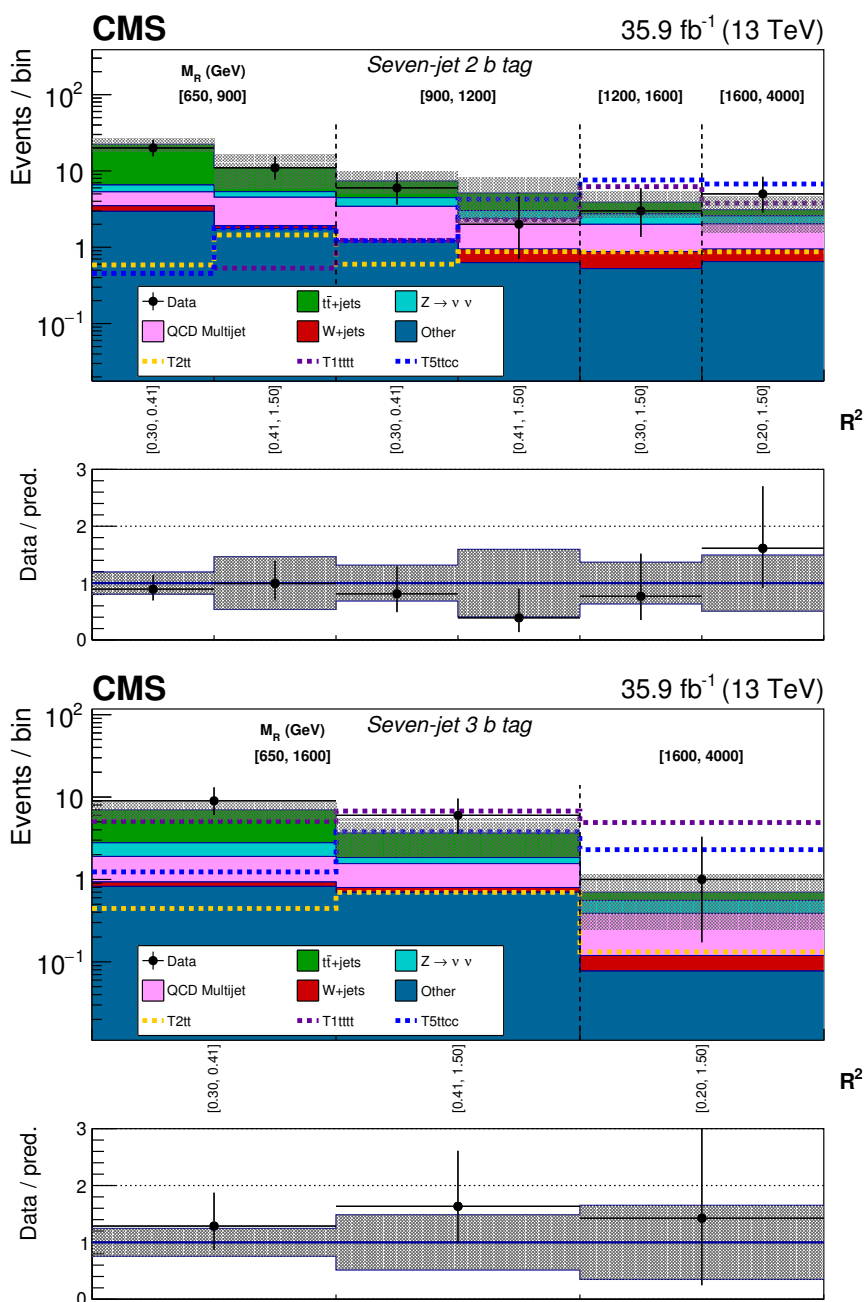 CMS 35.9 fb⁻¹ (13 TeV)
Events / bin
M_R (GeV) Seven-jet 2 b tag
[650, 900] [900, 1200] [1200, 1600] [1600, 4000]
10²
10
1
10⁻¹
Data tt̄+jets Z → ν ν
QCD Multijet W+jets Other
T2tt T1tttt T5ttcc
[0.30, 0.41] [0.41, 1.50] [0.30, 0.41] [0.41, 1.50] [0.30, 1.50] [0.20, 1.50]
R²
Data / pred.
3
2
1
0
CMS 35.9 fb⁻¹ (13 TeV)
Events / bin
M_R (GeV) Seven-jet 3 b tag
[650, 1600] [1600, 4000]
10²
10
1
10⁻¹
Data tt̄+jets Z → ν ν
QCD Multijet W+jets Other
T2tt T1tttt T5ttcc
[0.30, 0.41] [0.41, 1.50] [0.20, 1.50]
R²
Data / pred.
3
2
1
0